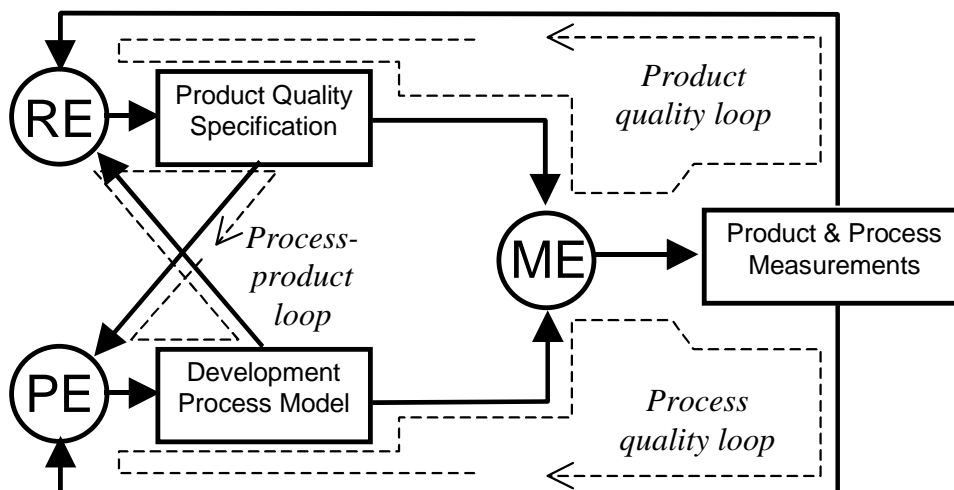 Product
quality loop
RE
Product Quality
Specification
Process-
product
loop
ME
Product & Process
Measurements
PE
Development
Process Model
Process
quality loop